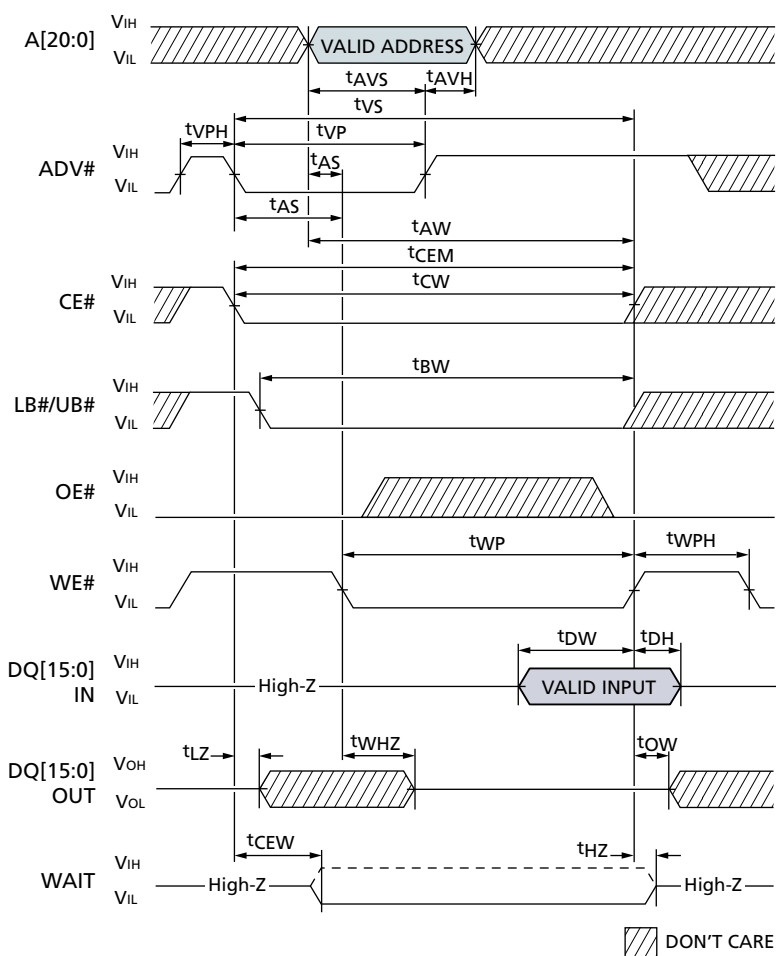 A[20:0]
VIH
VIL
VALID ADDRESS
tAVS
tAVH
tVS
tVPH
tVP
ADV#
VIH
VIL
tAS
tAS
tAW
tCEM
CE#
VIH
VIL
tCW
LB#/UB#
VIH
VIL
tBW
OE#
VIH
VIL
WE#
VIH
VIL
tWP
tWPH
DQ[15:0]
IN
VIH
VIL
High-Z
tDW
tDH
VALID INPUT
DQ[15:0]
OUT
VOH
VOL
tLZ
tWHZ
tOW
WAIT
VIH
VIL
High-Z
tCEW
tHZ
High-Z
DON'T CARE